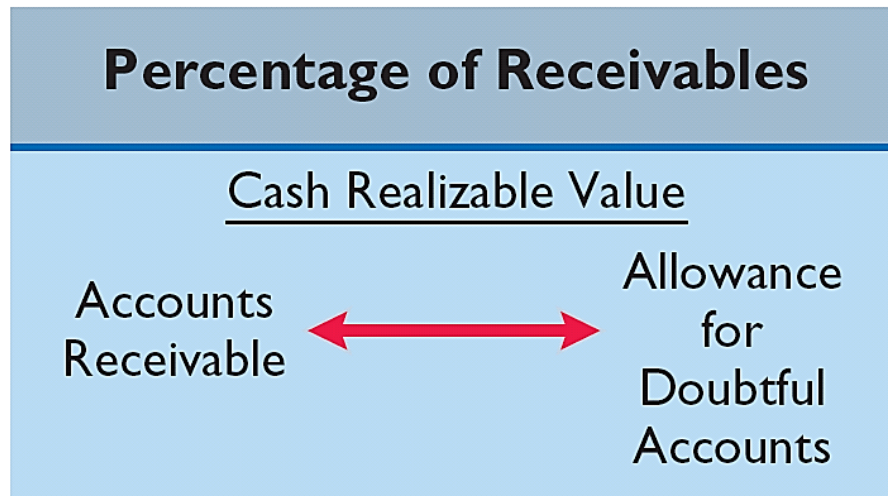 Percentage of Receivables
Cash Realizable Value
Accounts
Receivable
Allowance
for
Doubtful
Accounts